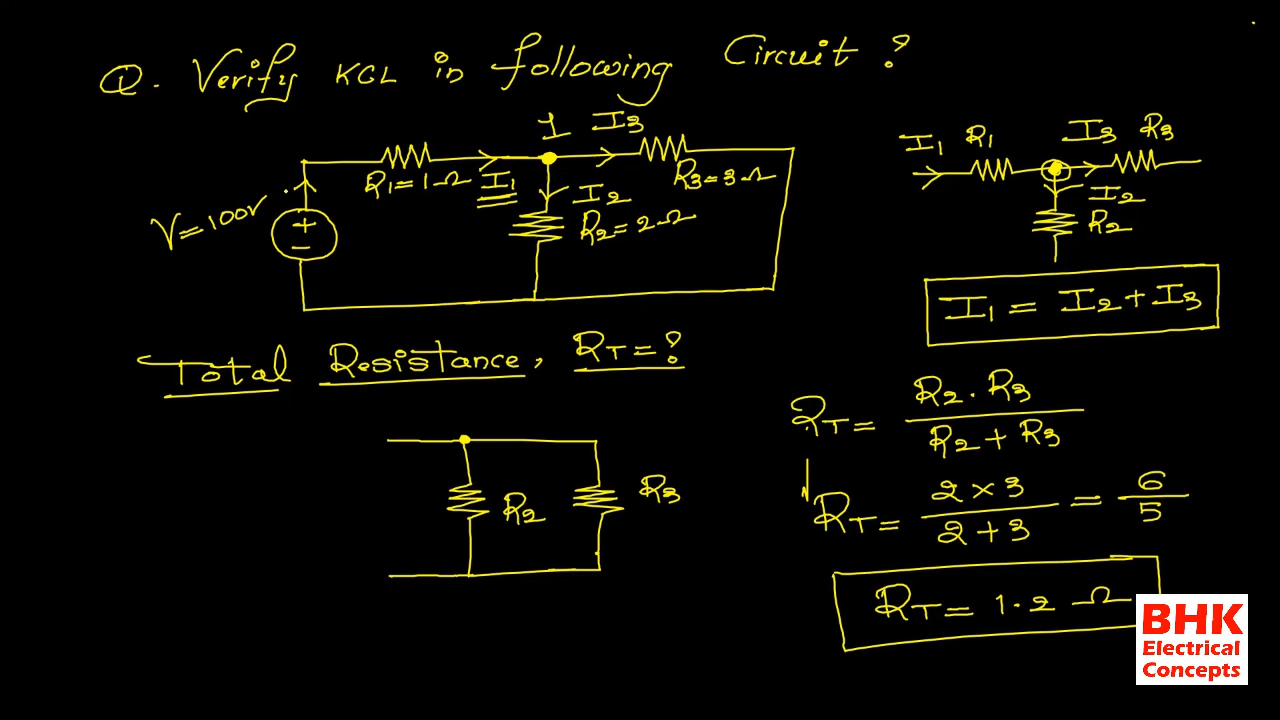 Q. Verify KCL in following Circuit ?
1
I3
R1 = 1 Ω
I1
R3 = 3 Ω
V = 100V
I2
R2 = 2 Ω
+
−
I1 R1 I3 R3
I2
R2
I1 = I2 + I3
Total Resistance, RT = ?
R2
R3
RT = R2 . R3 / R2 + R3
RT = 2 × 3 / 2 + 3 = 6 / 5
RT = 1.2 Ω
BHK
Electrical
Concepts